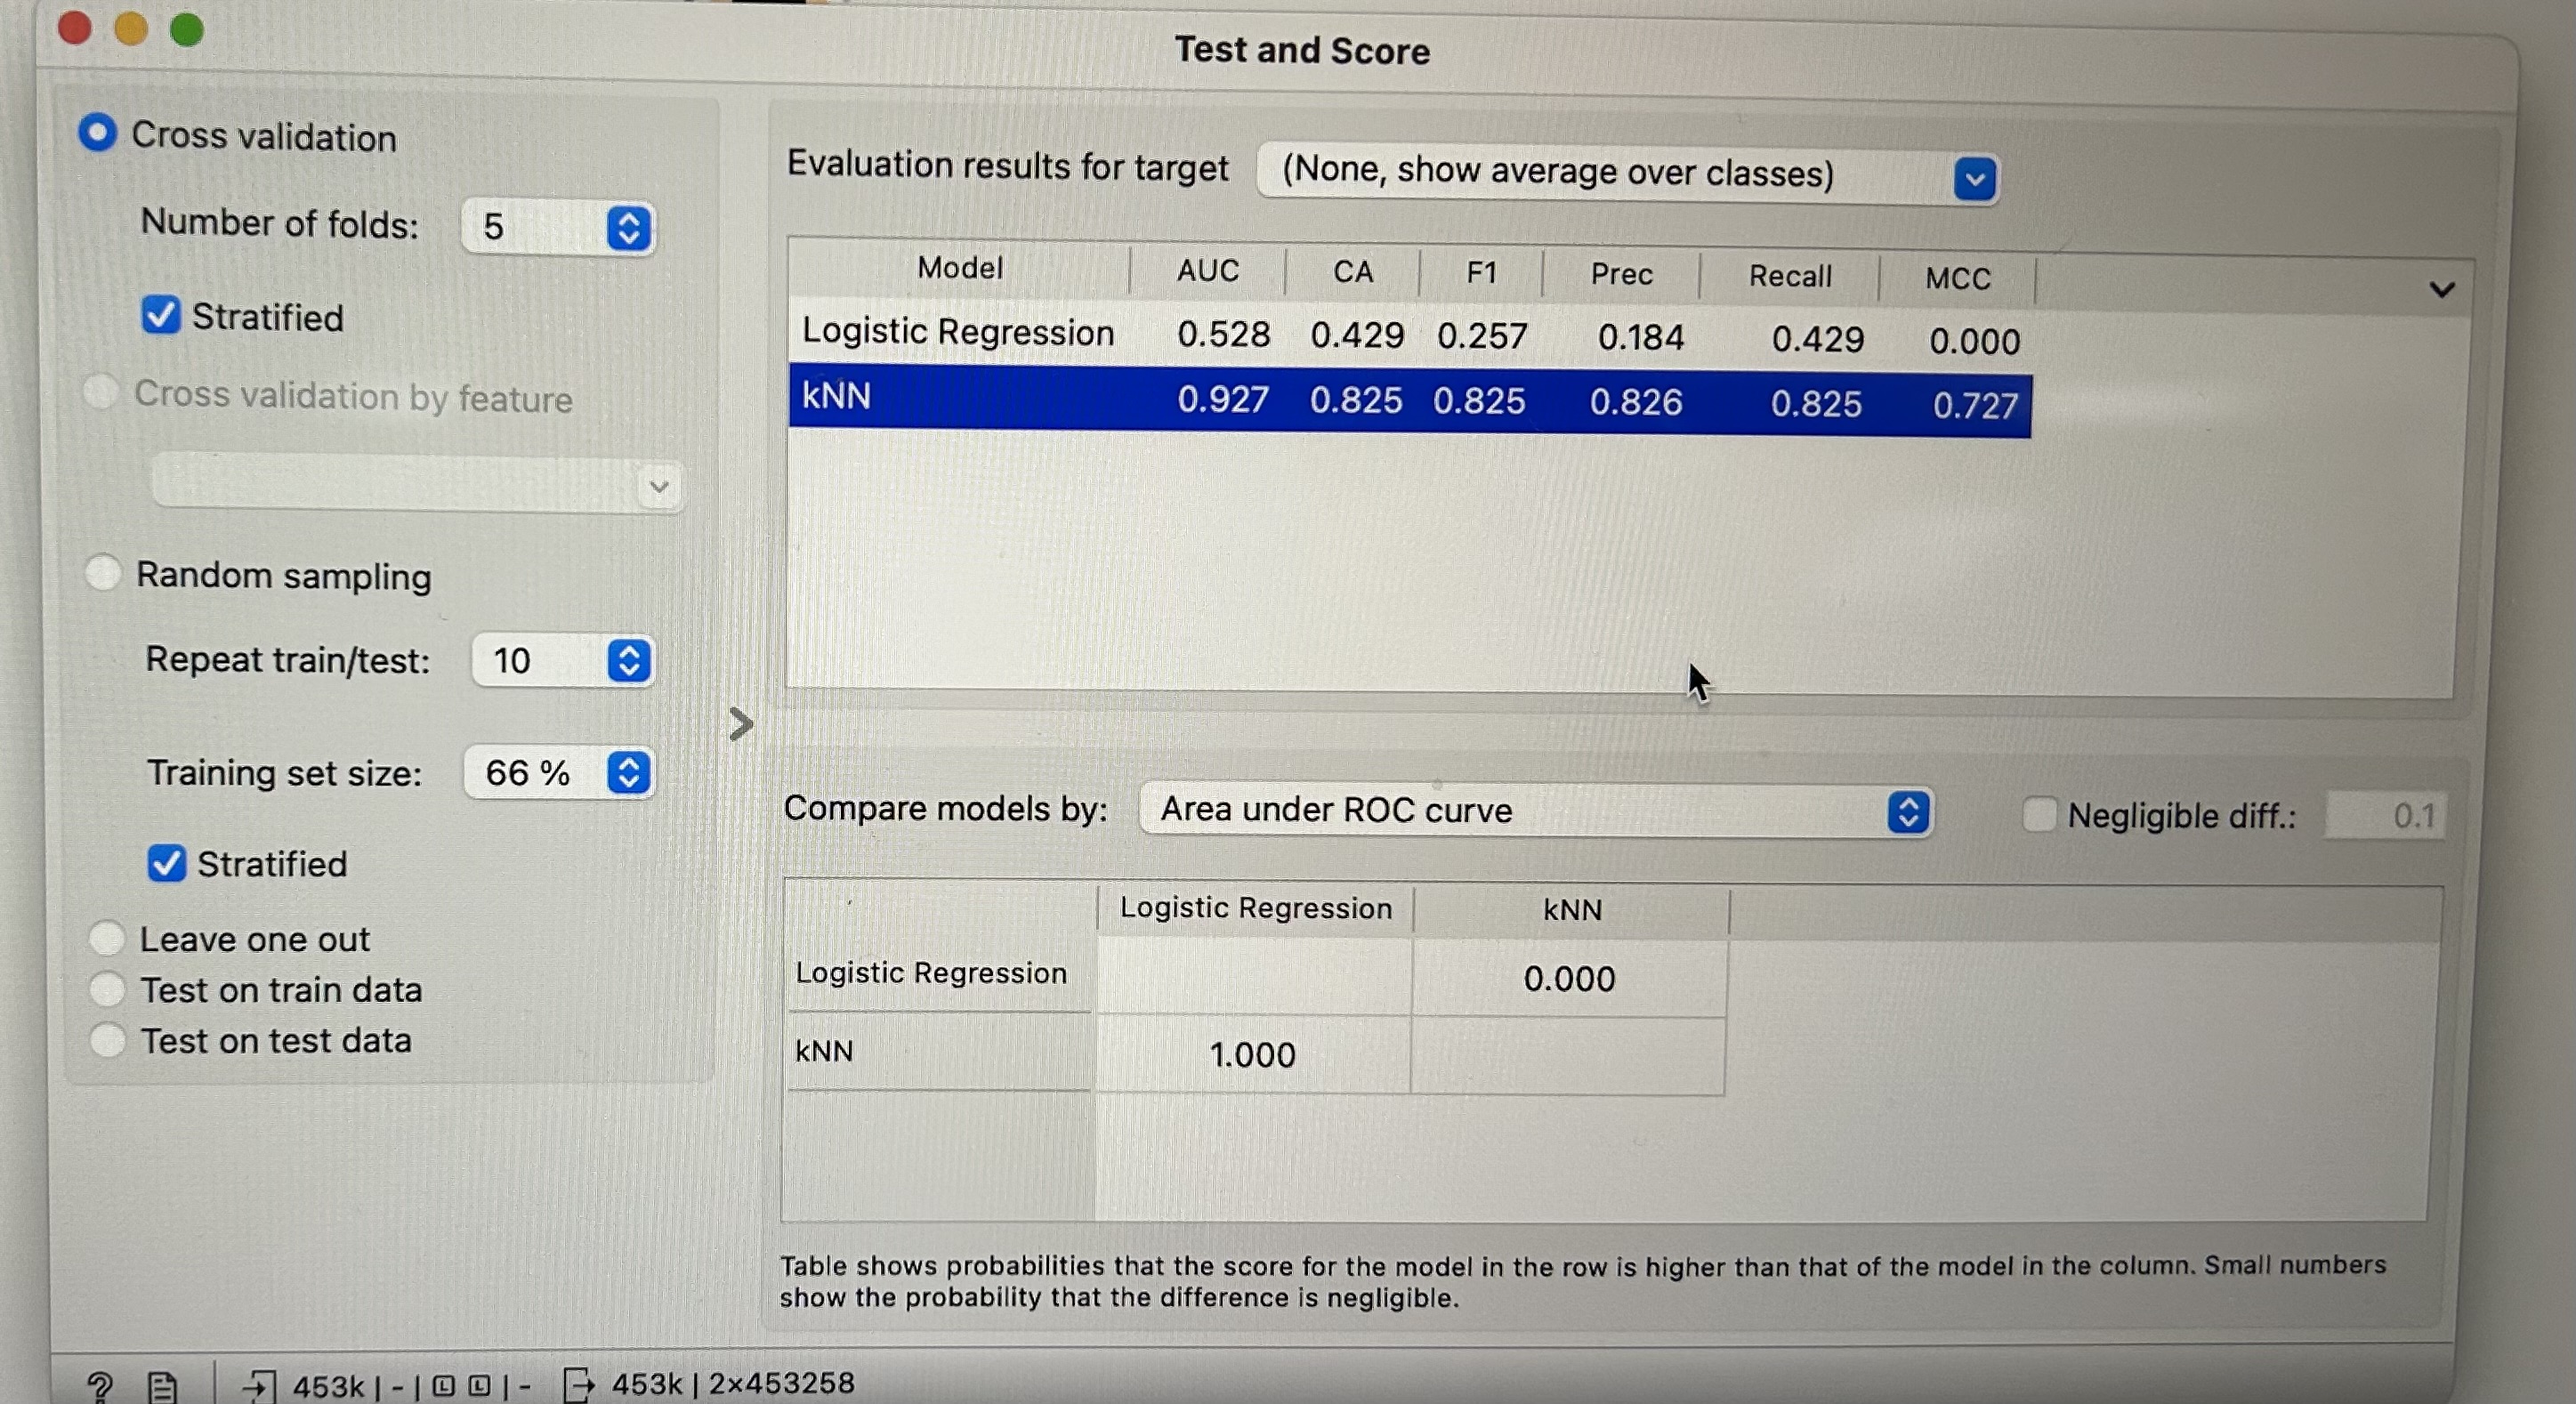 Test and Score
Cross validation
Number of folds: 5
Stratified
Cross validation by feature
Random sampling
Repeat train/test: 10
Training set size: 66 %
Stratified
Leave one out
Test on train data
Test on test data
Evaluation results for target (None, show average over classes)
Model AUC CA F1 Prec Recall MCC
Logistic Regression 0.528 0.429 0.257 0.184 0.429 0.000
kNN 0.927 0.825 0.825 0.826 0.825 0.727
Compare models by: Area under ROC curve Negligible diff.: 0.1
Logistic Regression kNN
Logistic Regression 0.000
kNN 1.000
Table shows probabilities that the score for the model in the row is higher than that of the model in the column. Small numbers
show the probability that the difference is negligible.
? 453k | - | L L | - 453k | 2×453258